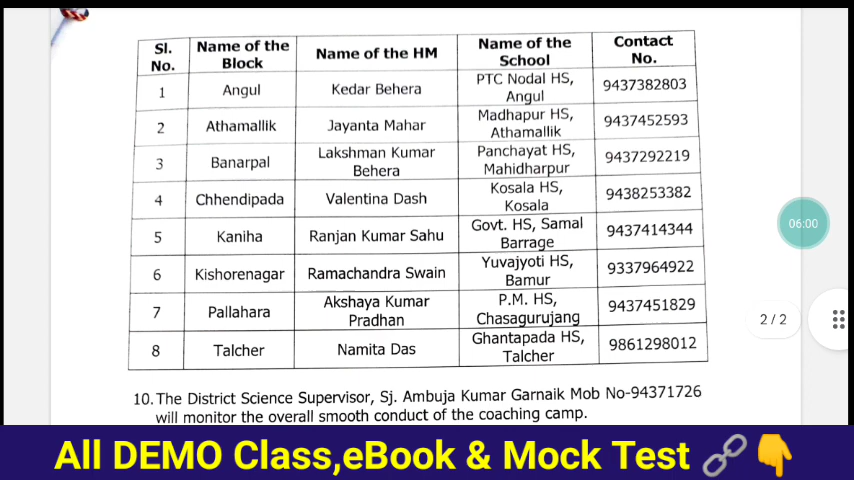 Sl. No. Name of the Block Name of the HM Name of the School Contact No.
1 Angul Kedar Behera PTC Nodal HS, Angul 9437382803
2 Athamallik Jayanta Mahar Madhapur HS, Athamallik 9437452593
3 Banarpal Lakshman Kumar Behera Panchayat HS, Mahidharpur 9437292219
4 Chhendipada Valentina Dash Kosala HS, Kosala 9438253382
5 Kaniha Ranjan Kumar Sahu Govt. HS, Samal Barrage 9437414344
6 Kishorenagar Ramachandra Swain Yuvajyoti HS, Bamur 9337964922
7 Pallahara Akshaya Kumar Pradhan P.M. HS, Chasagurujang 9437451829
8 Talcher Namita Das Ghantapada HS, Talcher 9861298012
06:00
2/2
10. The District Science Supervisor, Sj. Ambuja Kumar Garnaik Mob No-94371726
will monitor the overall smooth conduct of the coaching camp.
All DEMO Class,eBook & Mock Test